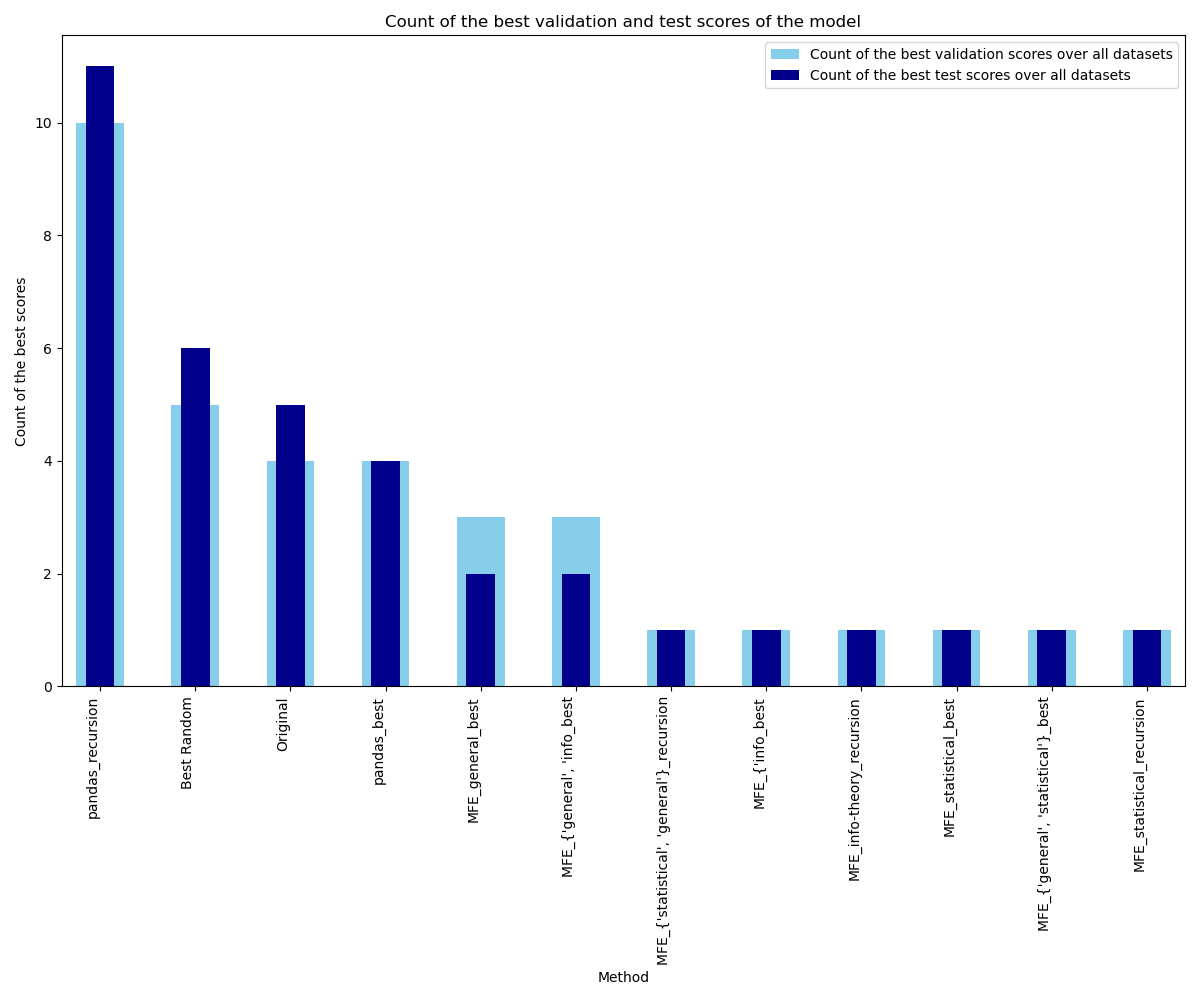 Count of the best validation and test scores of the model
Count of the best validation scores over all datasets
Count of the best test scores over all datasets
Count of the best scores
10
8
6
4
2
0
pandas_recursion
Best Random
Original
pandas_best
MFE_general_best
MFE_{'general', 'info_best
MFE_{'statistical', 'general'}_recursion
MFE_{'info_best
MFE_info-theory_recursion
MFE_statistical_best
MFE_{'general', 'statistical'}_best
MFE_statistical_recursion
Method